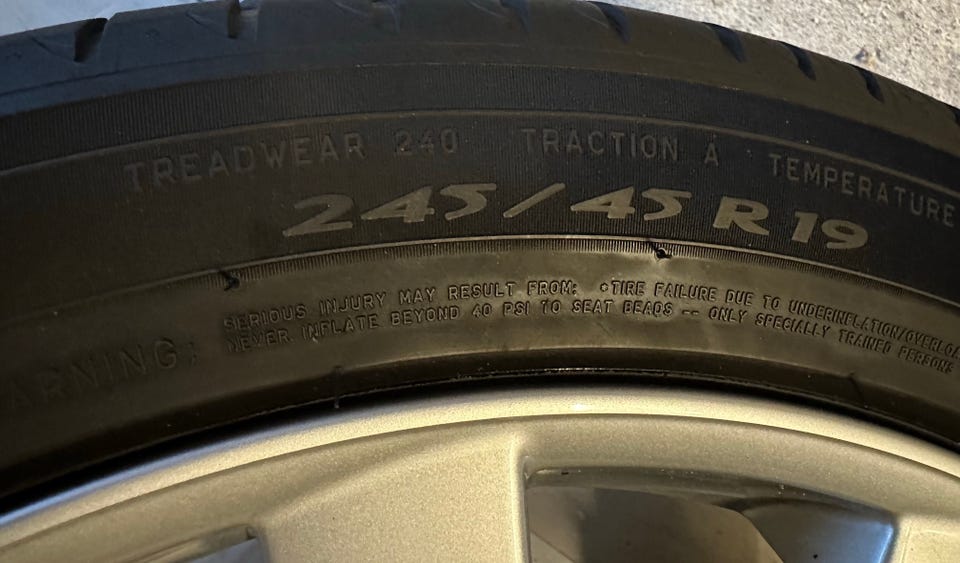 TREADWEAR 240 TRACTION A TEMPERATURE
245/45 R19
WARNING: SERIOUS INJURY MAY RESULT FROM: •TIRE FAILURE DUE TO UNDERINFLATION/OVERLOA
NEVER INFLATE BEYOND 40 PSI TO SEAT BEADS -- ONLY SPECIALLY TRAINED PERSONS